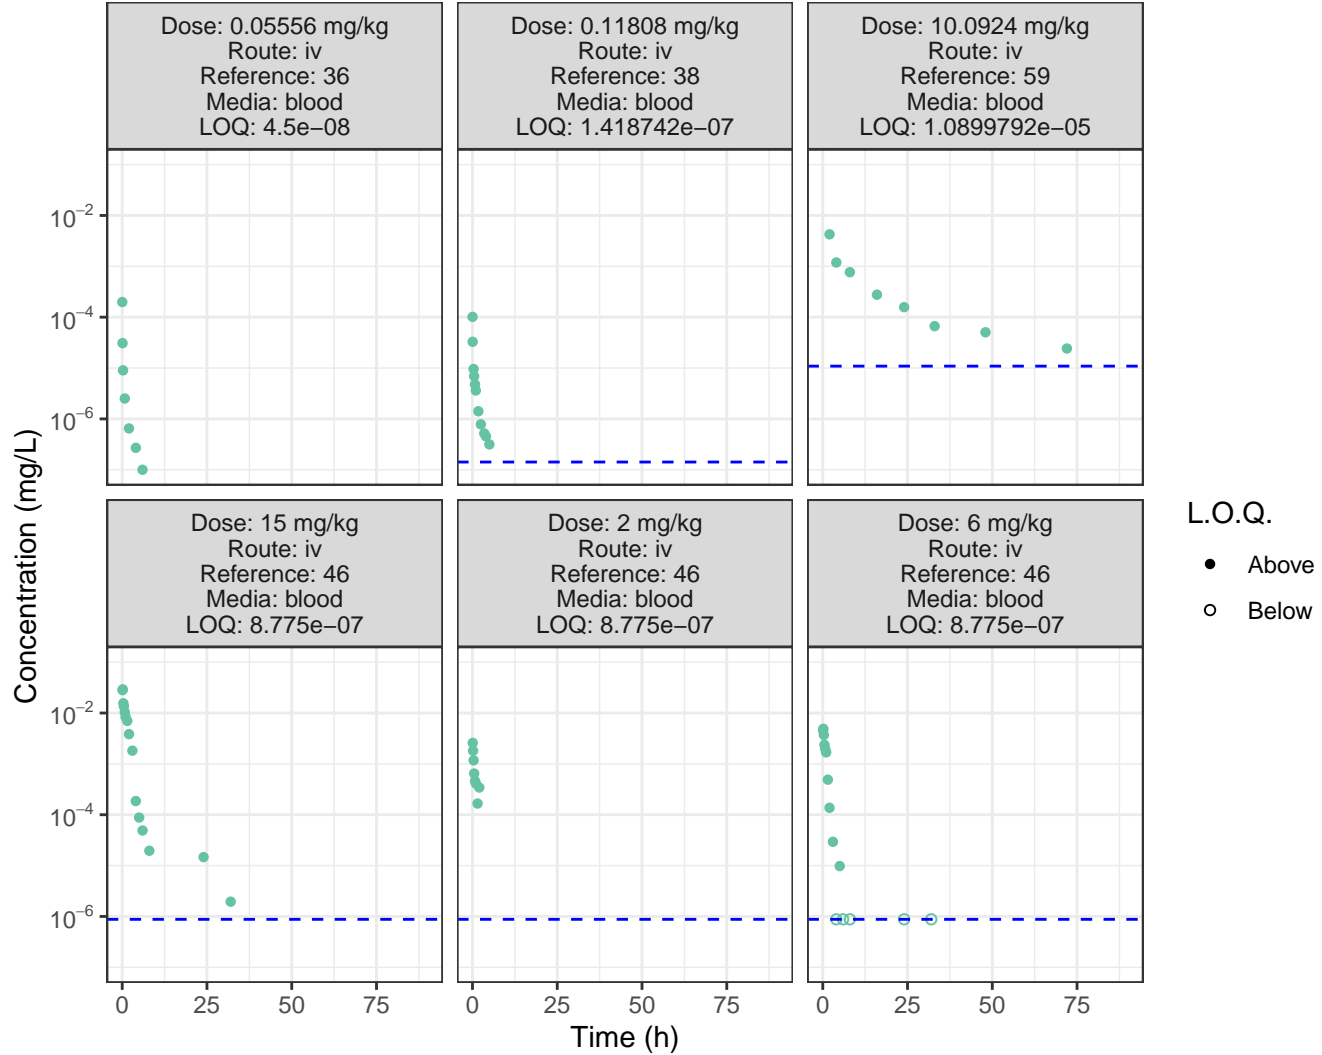 Dose: 0.05556 mg/kg
Route: iv
Reference: 36
Media: blood
LOQ: 4.5e−08
Dose: 0.11808 mg/kg
Route: iv
Reference: 38
Media: blood
LOQ: 1.418742e−07
Dose: 10.0924 mg/kg
Route: iv
Reference: 59
Media: blood
LOQ: 1.0899792e−05
10−2
10−4
10−6
Dose: 15 mg/kg
Route: iv
Reference: 46
Media: blood
LOQ: 8.775e−07
Dose: 2 mg/kg
Route: iv
Reference: 46
Media: blood
LOQ: 8.775e−07
Dose: 6 mg/kg
Route: iv
Reference: 46
Media: blood
LOQ: 8.775e−07
10−2
10−4
10−6
0 25 50 75
0 25 50 75
0 25 50 75
Time (h)
Concentration (mg/L)
L.O.Q.
Above
Below